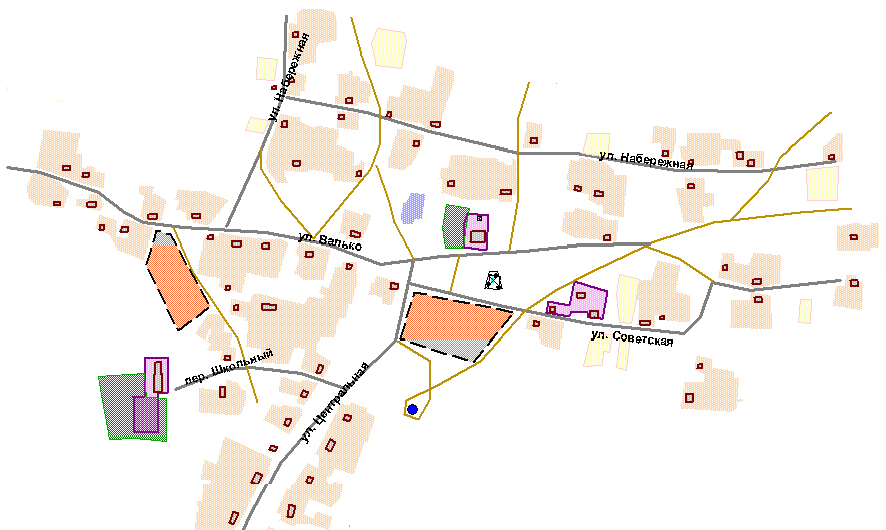 ул. Набережная
ул. Набережная
ул. Валько
ул. Советская
пер. Школьный
ул. Центральная